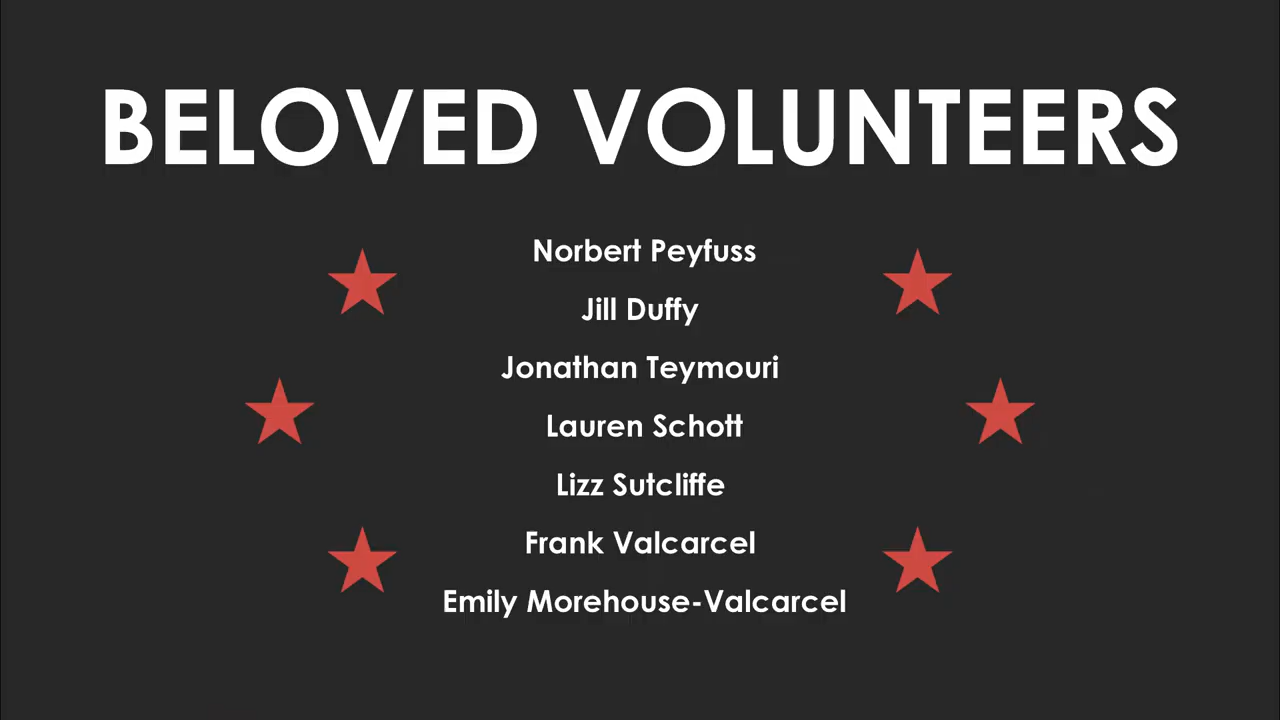 BELOVED VOLUNTEERS
Norbert Peyfuss
Jill Duffy
Jonathan Teymouri
Lauren Schott
Lizz Sutcliffe
Frank Valcarcel
Emily Morehouse-Valcarcel